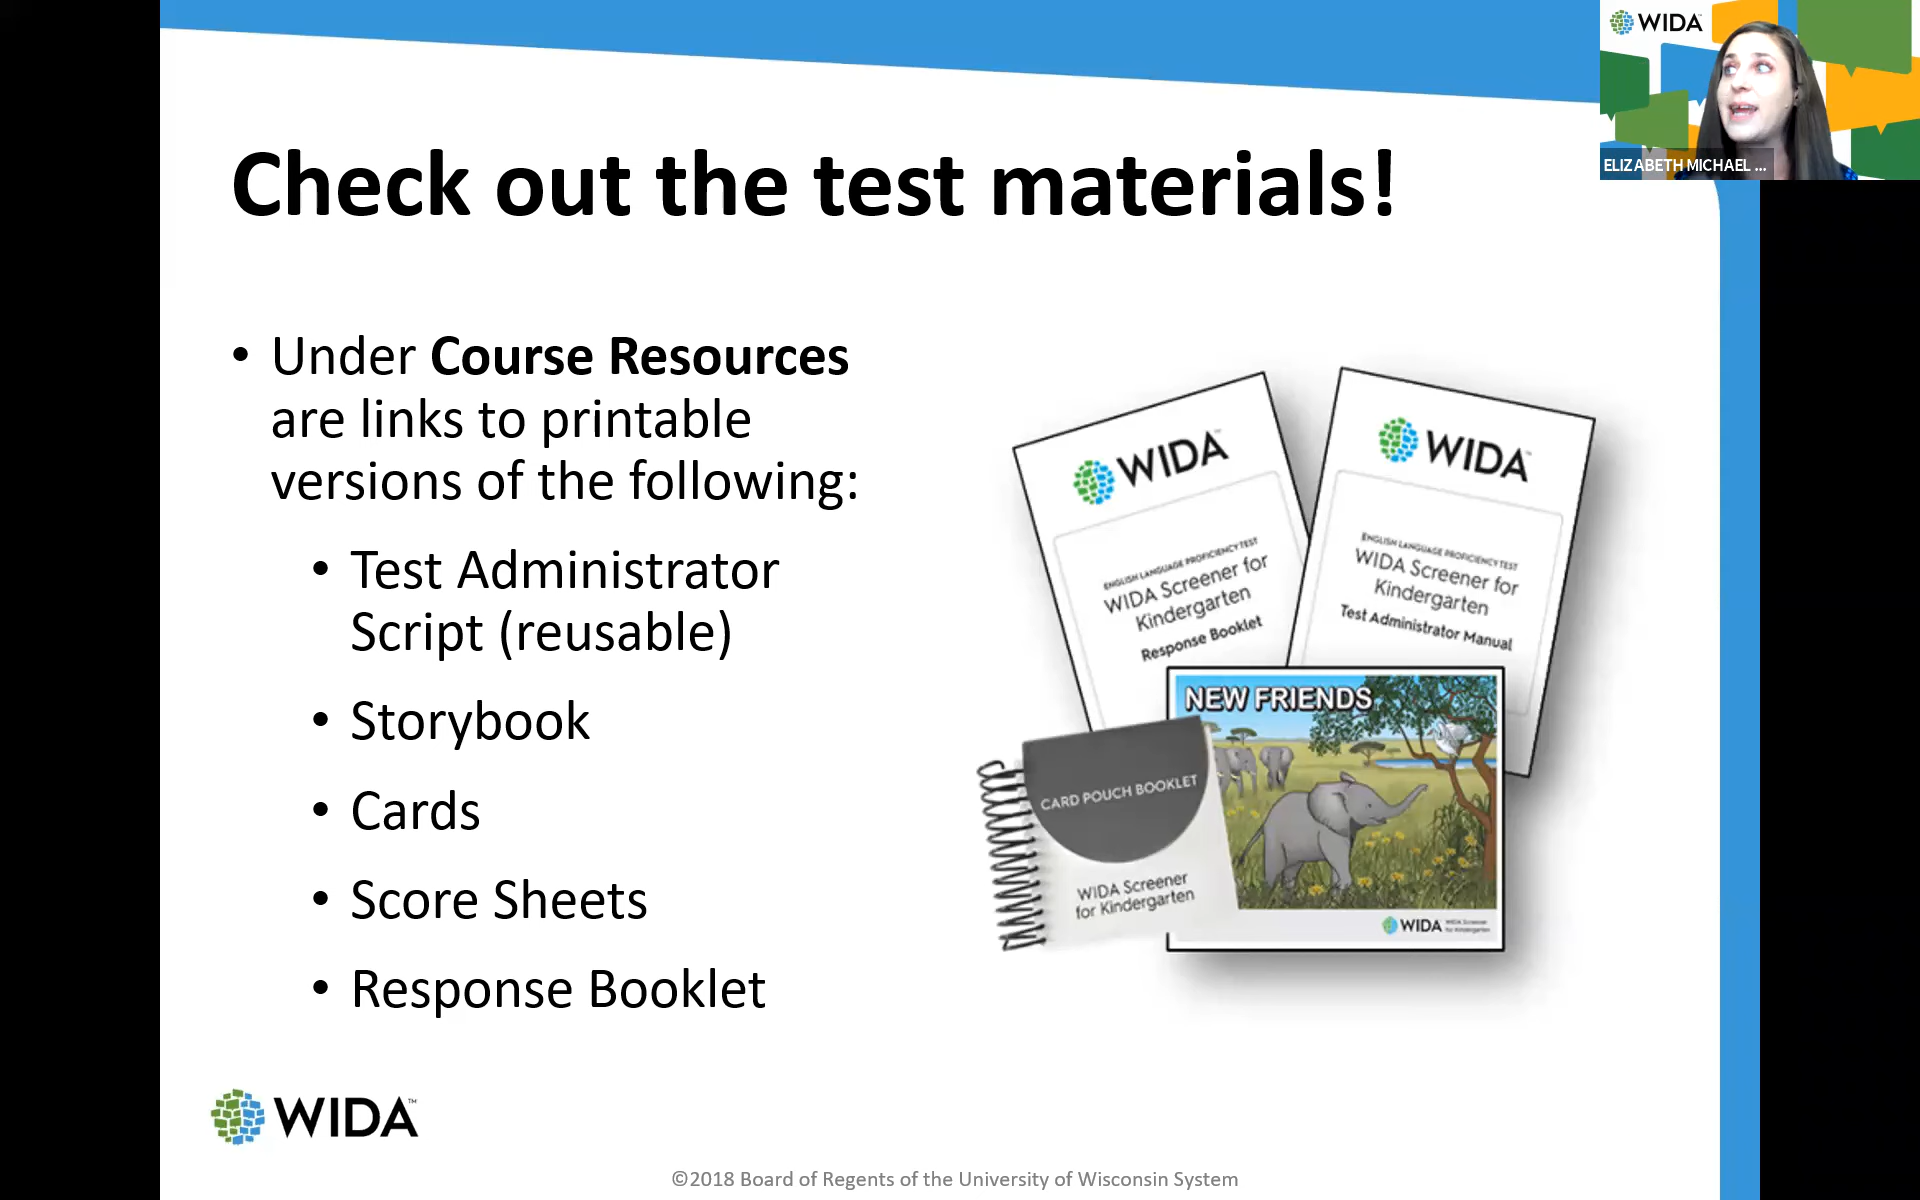 WIDA
ELIZABETH MICHAEL ...
Check out the test materials!
• Under Course Resources
are links to printable
versions of the following:
• Test Administrator
Script (reusable)
• Storybook
• Cards
• Score Sheets
• Response Booklet
WIDA
ENGLISH LANGUAGE PROFICIENCY TEST
WIDA Screener for
Kindergarten
Response Booklet
WIDA
ENGLISH LANGUAGE PROFICIENCY TEST
WIDA Screener for
Kindergarten
Test Administrator Manual
NEW FRIENDS
WIDA
WIDA Screener
for Kindergarten
CARD POUCH BOOKLET
WIDA Screener
for Kindergarten
WIDA™
©2018 Board of Regents of the University of Wisconsin System